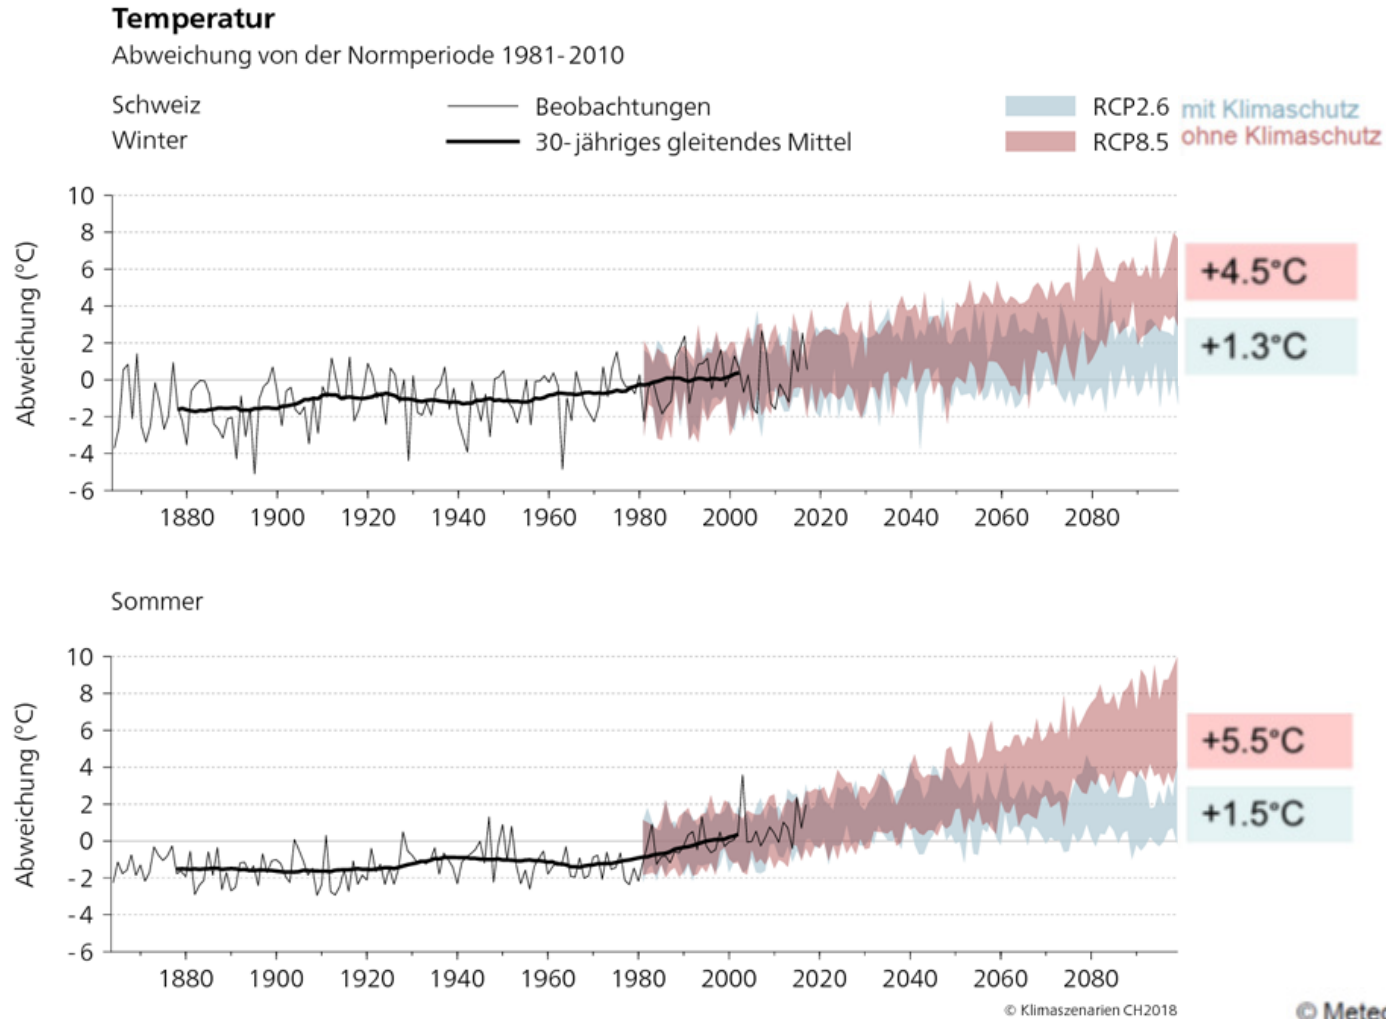 Temperatur
Abweichung von der Normperiode 1981-2010
Schweiz
Beobachtungen
RCP2.6 mit Klimaschutz
Winter
30-jähriges gleitendes Mittel
RCP8.5 ohne Klimaschutz
Abweichung (°C)
10
8
6
4
2
0
-2
-4
-6
+4.5°C
+1.3°C
1880 1900 1920 1940 1960 1980 2000 2020 2040 2060 2080
Sommer
Abweichung (°C)
10
8
6
4
2
0
-2
-4
-6
+5.5°C
+1.5°C
1880 1900 1920 1940 1960 1980 2000 2020 2040 2060 2080
© Klimaszenarien CH2018
©